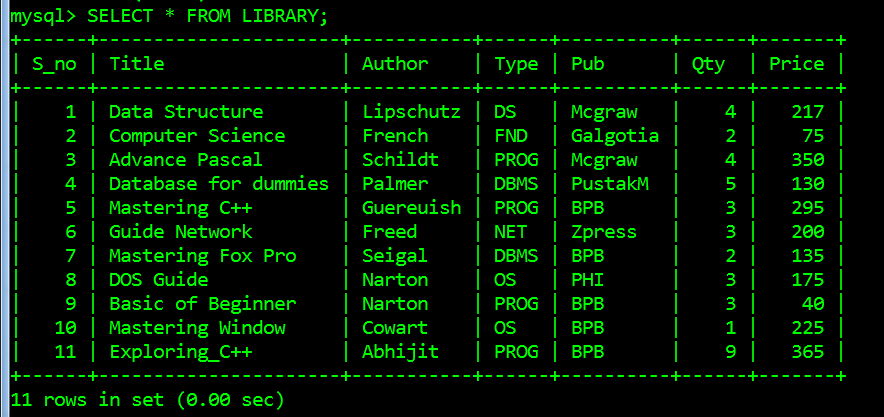 mysql> SELECT * FROM LIBRARY;
+------+----------------------+-----------+------+----------+------+-------+
| S_no | Title                | Author    | Type | Pub      | Qty  | Price |
+------+----------------------+-----------+------+----------+------+-------+
|    1 | Data Structure       | Lipschutz | DS   | Mcgraw   |    4 |   217 |
|    2 | Computer Science     | French    | FND  | Galgotia |    2 |    75 |
|    3 | Advance Pascal       | Schildt   | PROG | Mcgraw   |    4 |   350 |
|    4 | Database for dummies | Palmer    | DBMS | PustakM  |    5 |   130 |
|    5 | Mastering C++        | Guereuish | PROG | BPB      |    3 |   295 |
|    6 | Guide Network        | Freed     | NET  | Zpress   |    3 |   200 |
|    7 | Mastering Fox Pro    | Seigal    | DBMS | BPB      |    2 |   135 |
|    8 | DOS Guide            | Narton    | OS   | PHI      |    3 |   175 |
|    9 | Basic of Beginner    | Narton    | PROG | BPB      |    3 |    40 |
|   10 | Mastering Window     | Cowart    | OS   | BPB      |    1 |   225 |
|   11 | Exploring_C++        | Abhijit   | PROG | BPB      |    9 |   365 |
+------+----------------------+-----------+------+----------+------+-------+
11 rows in set (0.00 sec)